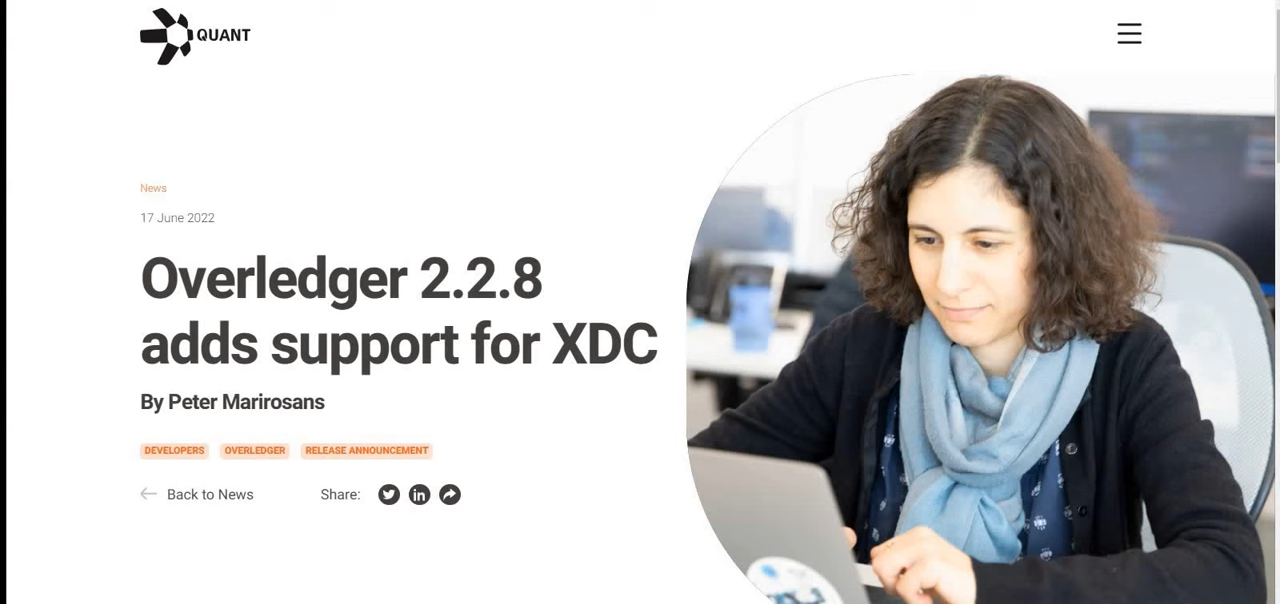 QUANT
News
17 June 2022
Overledger 2.2.8
adds support for XDC
By Peter Marirosans
DEVELOPERS OVERLEDGER RELEASE ANNOUNCEMENT
Back to News Share: